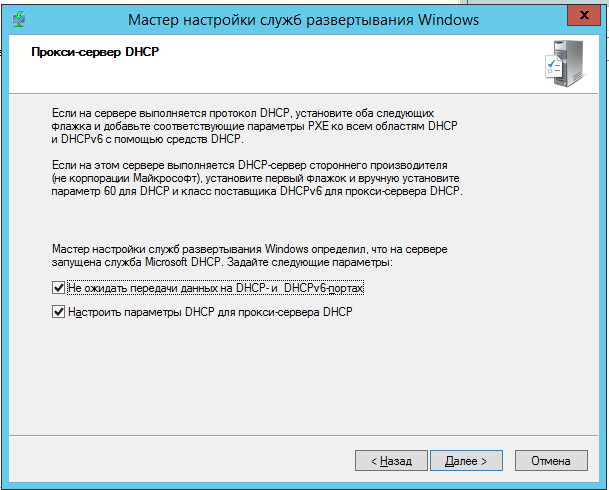 Мастер настройки служб развертывания Windows
x
Прокси-сервер DHCP
Если на сервере выполняется протокол DHCP, установите оба следующих
флажка и добавьте соответствующие параметры PXE ко всем областям DHCP
и DHCPv6 с помощью средств DHCP.
Если на этом сервере выполняется DHCP-сервер стороннего производителя
(не корпорации Майкрософт), установите первый флажок и вручную установите
параметр 60 для DHCP и класс поставщика DHCPv6 для прокси-сервера DHCP.
Мастер настройки служб развертывания Windows определил, что на сервере
запущена служба Microsoft DHCP. Задайте следующие параметры:
Не ожидать передачи данных на DHCP- и DHCPv6-портах
Настроить параметры DHCP для прокси-сервера DHCP
< Назад Далее > Отмена